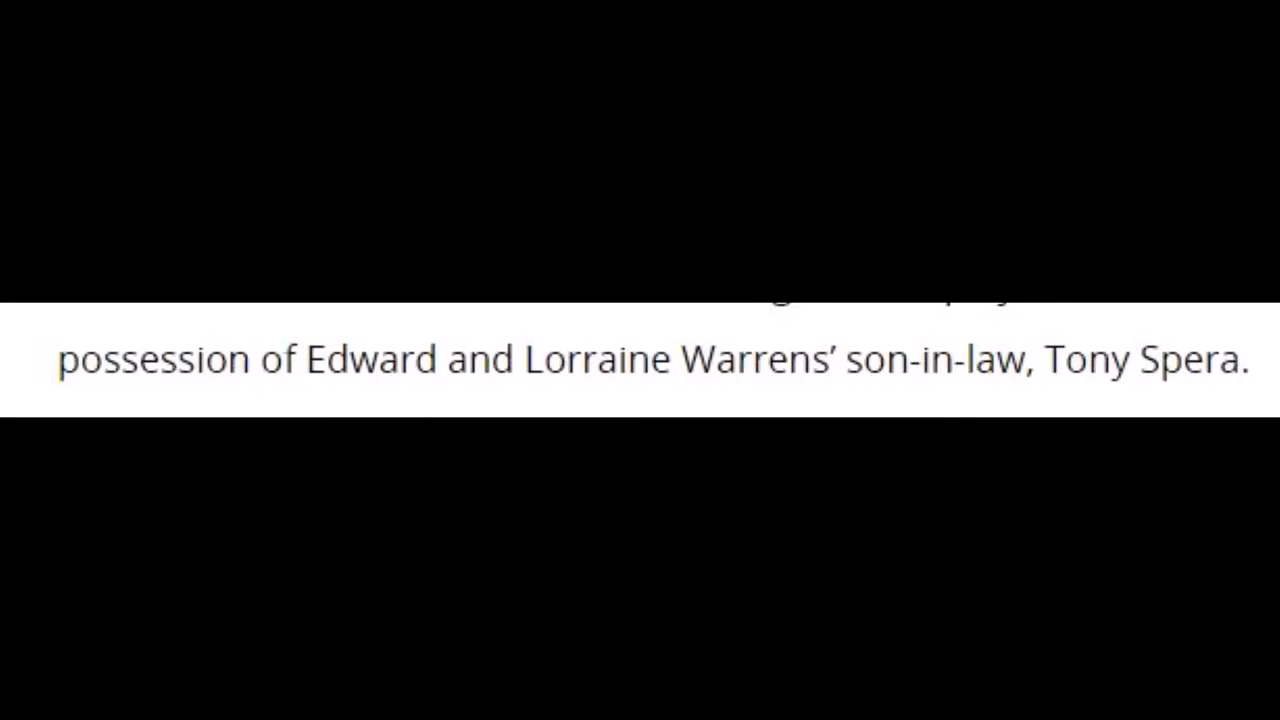 possession of Edward and Lorraine Warrens’ son-in-law, Tony Spera.